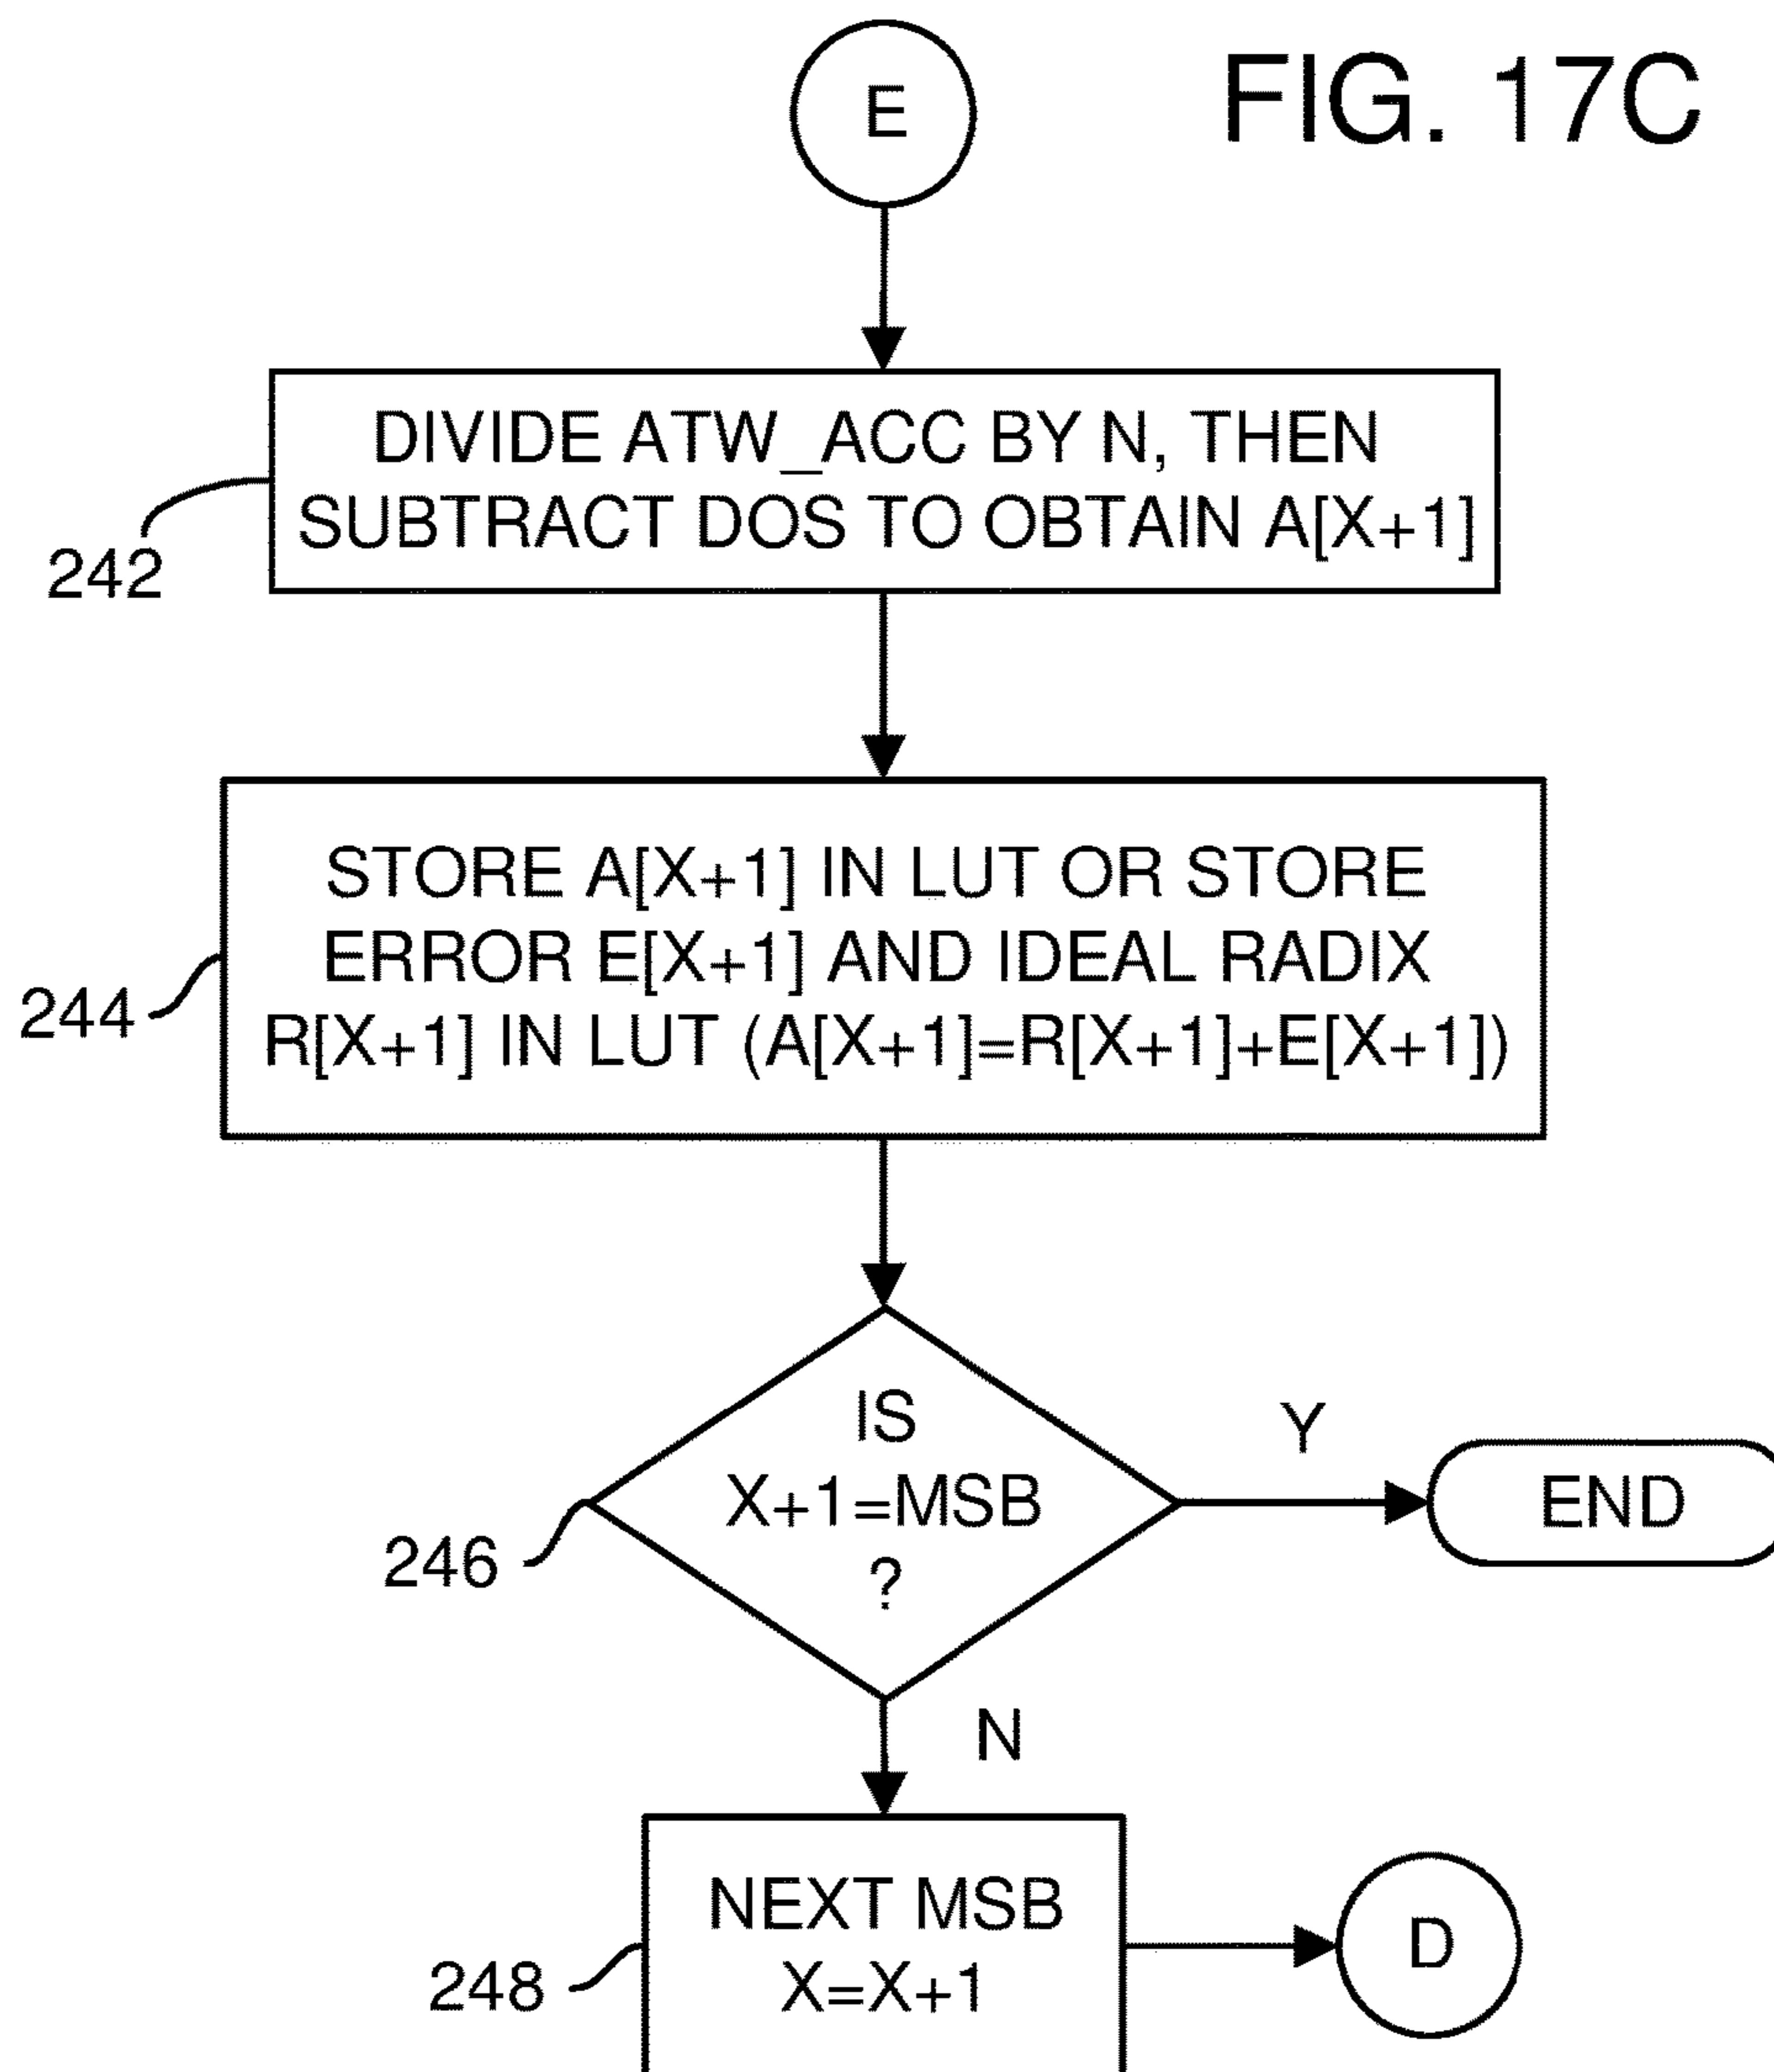 E
FIG. 17C
DIVIDE ATW_ACC BY N, THEN
SUBTRACT DOS TO OBTAIN A[X+1]
242
STORE A[X+1] IN LUT OR STORE
ERROR E[X+1] AND IDEAL RADIX
R[X+1] IN LUT (A[X+1]=R[X+1]+E[X+1])
244
IS
X+1=MSB
?
246
Y
END
N
NEXT MSB
X=X+1
248
D